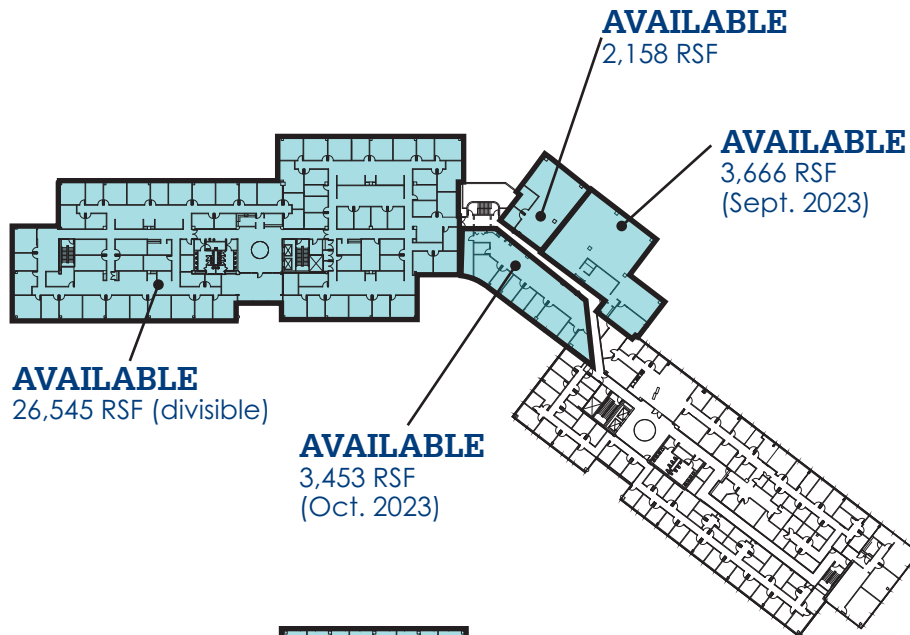 AVAILABLE
2,158 RSF
AVAILABLE
3,666 RSF
(Sept. 2023)
AVAILABLE
26,545 RSF (divisible)
AVAILABLE
3,453 RSF
(Oct. 2023)